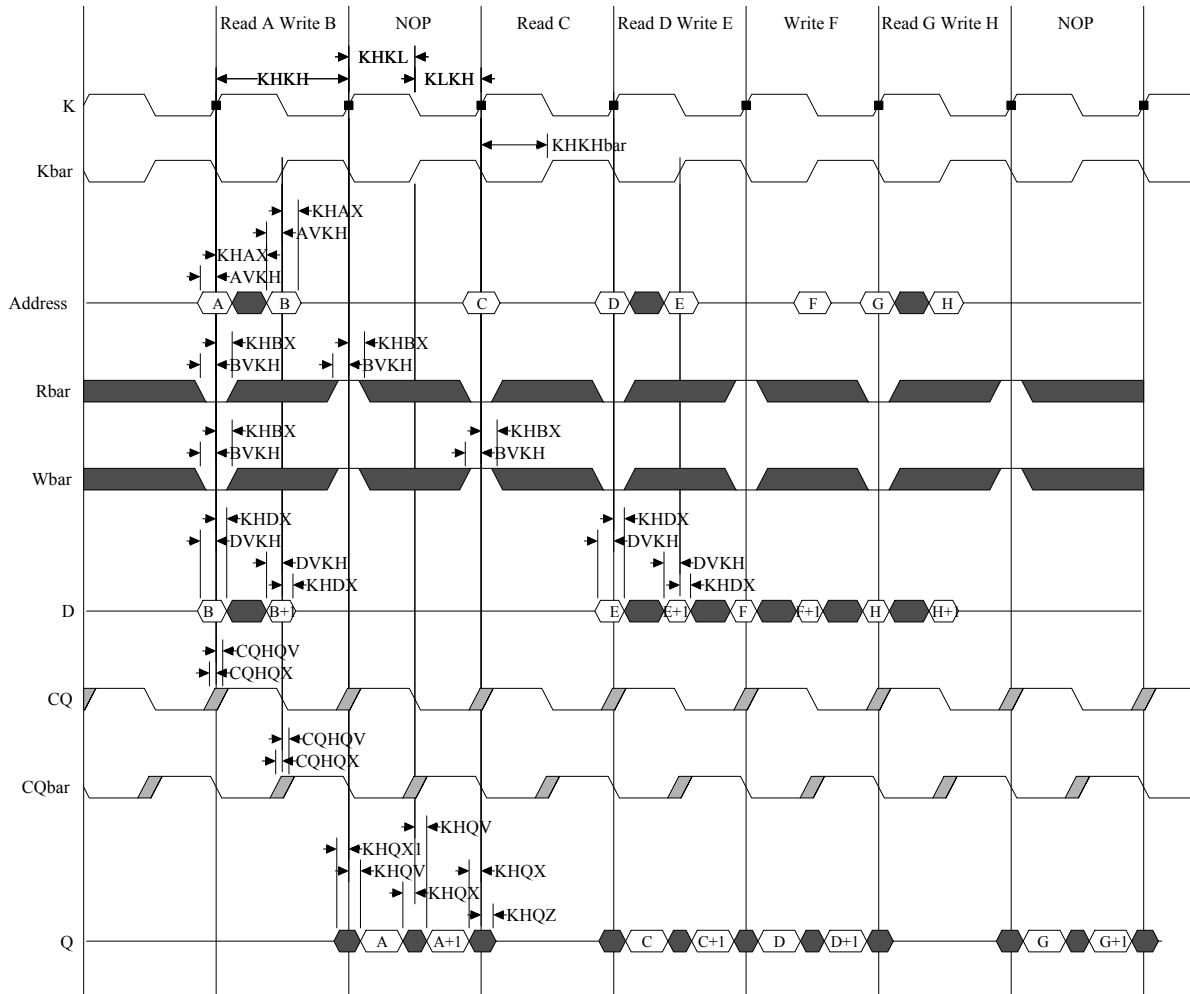 Read A Write B NOP Read C Read D Write E Write F Read G Write H NOP
KHKL
KHKH KLKH
K
KHKHbar
Kbar
KHAX
AVKH
KHAX
AVKH
Address A B C D E F G H
KHBX KHBX
BVKH BVKH
Rbar
KHBX KHBX
BVKH BVKH
Wbar
KHDX KHDX
DVKH DVKH
DVKH DVKH
KHDX KHDX
D B B+1 E E+1 F F+1 H H+1
CQHQV
CQHQX
CQ
CQHQV
CQHQX
CQbar
KHQV
KHQX1
KHQV KHQX
KHQX
KHQZ
Q A A+1 C C+1 D D+1 G G+1